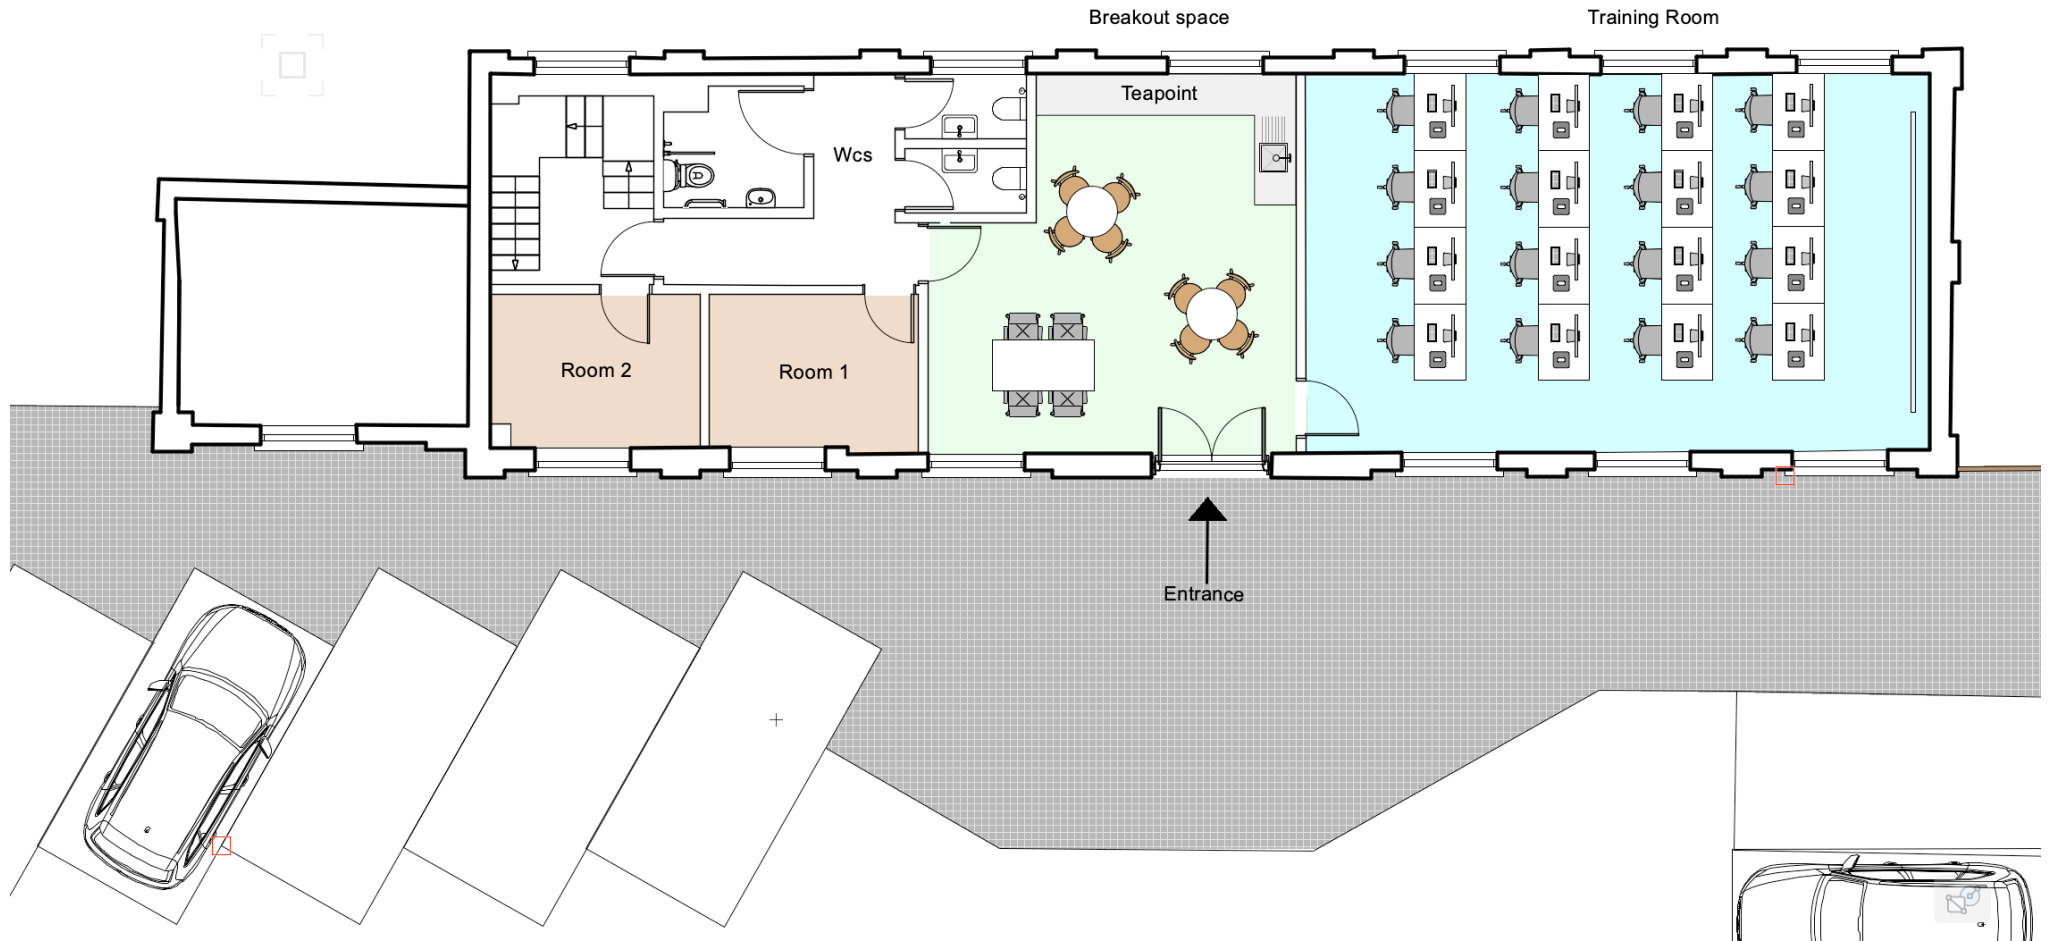 Breakout space
Training Room
Teapoint
Wcs
Room 2
Room 1
Entrance